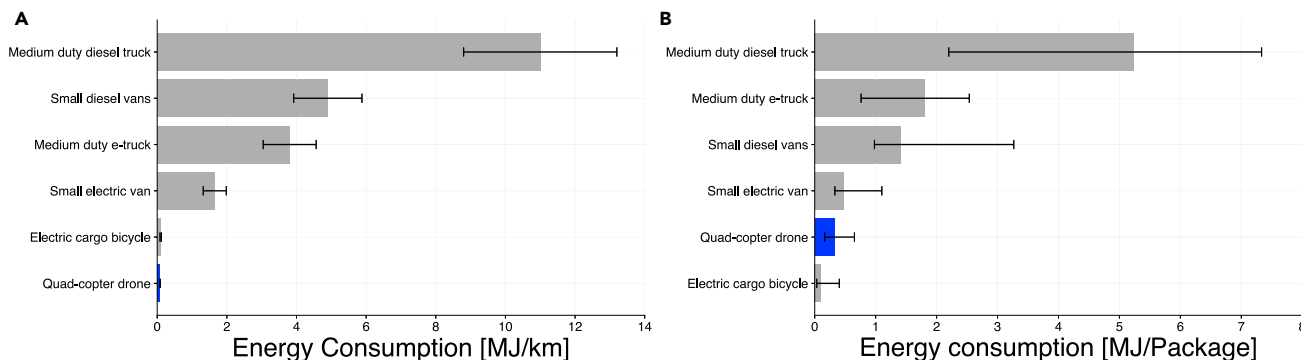 A
Medium duty diesel truck
Small diesel vans
Medium duty e-truck
Small electric van
Electric cargo bicycle
Quad-copter drone
0 2 4 6 8 10 12 14
Energy Consumption [MJ/km]
B
Medium duty diesel truck
Medium duty e-truck
Small diesel vans
Small electric van
Quad-copter drone
Electric cargo bicycle
0 1 2 3 4 5 6 7 8
Energy consumption [MJ/Package]